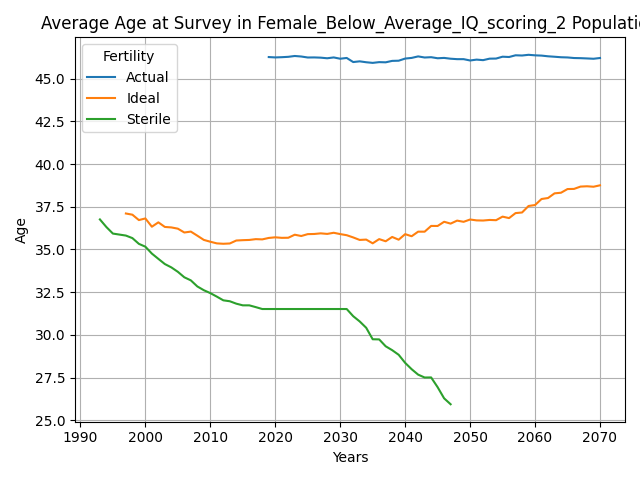 Average Age at Survey in Female_Below_Average_IQ_scoring_2 Populatio
Fertility
Actual
Ideal
Sterile
Age
45.0
42.5
40.0
37.5
35.0
32.5
30.0
27.5
25.0
1990 2000 2010 2020 2030 2040 2050 2060 2070
Years